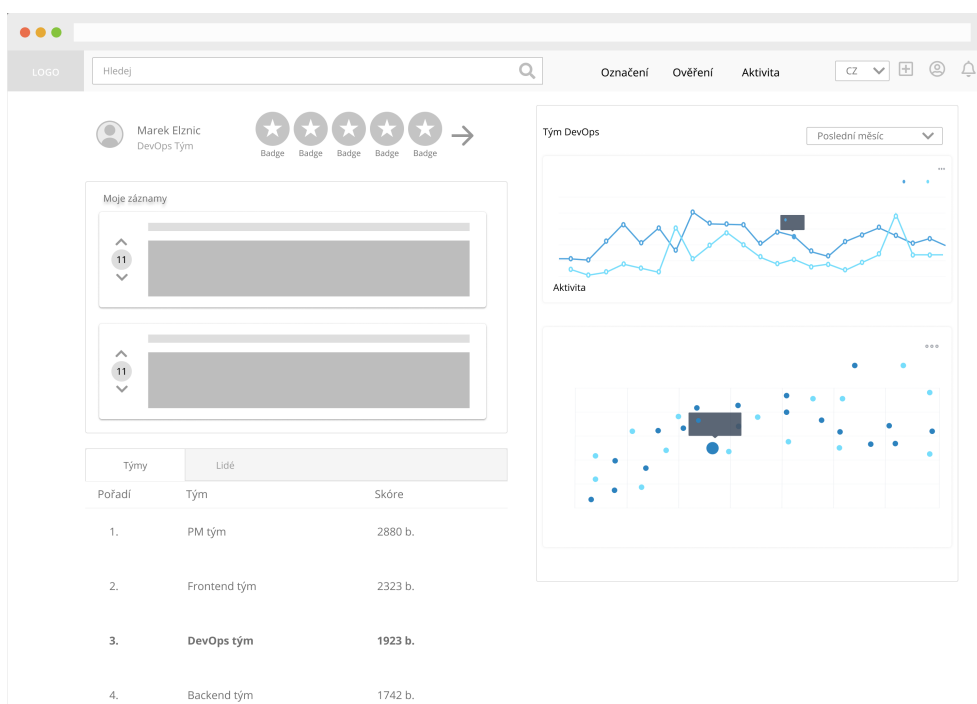 LOGO
Hledej
Označení
Ověření
Aktivita
CZ
Marek Elznic
DevOps Tým
Badge
Badge
Badge
Badge
Badge
Moje záznamy
11
11
Týmy
Lidé
Pořadí Tým Skóre
1. PM tým 2880 b.
2. Frontend tým 2323 b.
3. DevOps tým 1923 b.
4. Backend tým 1742 b.
Tým DevOps
Poslední měsíc
Aktivita